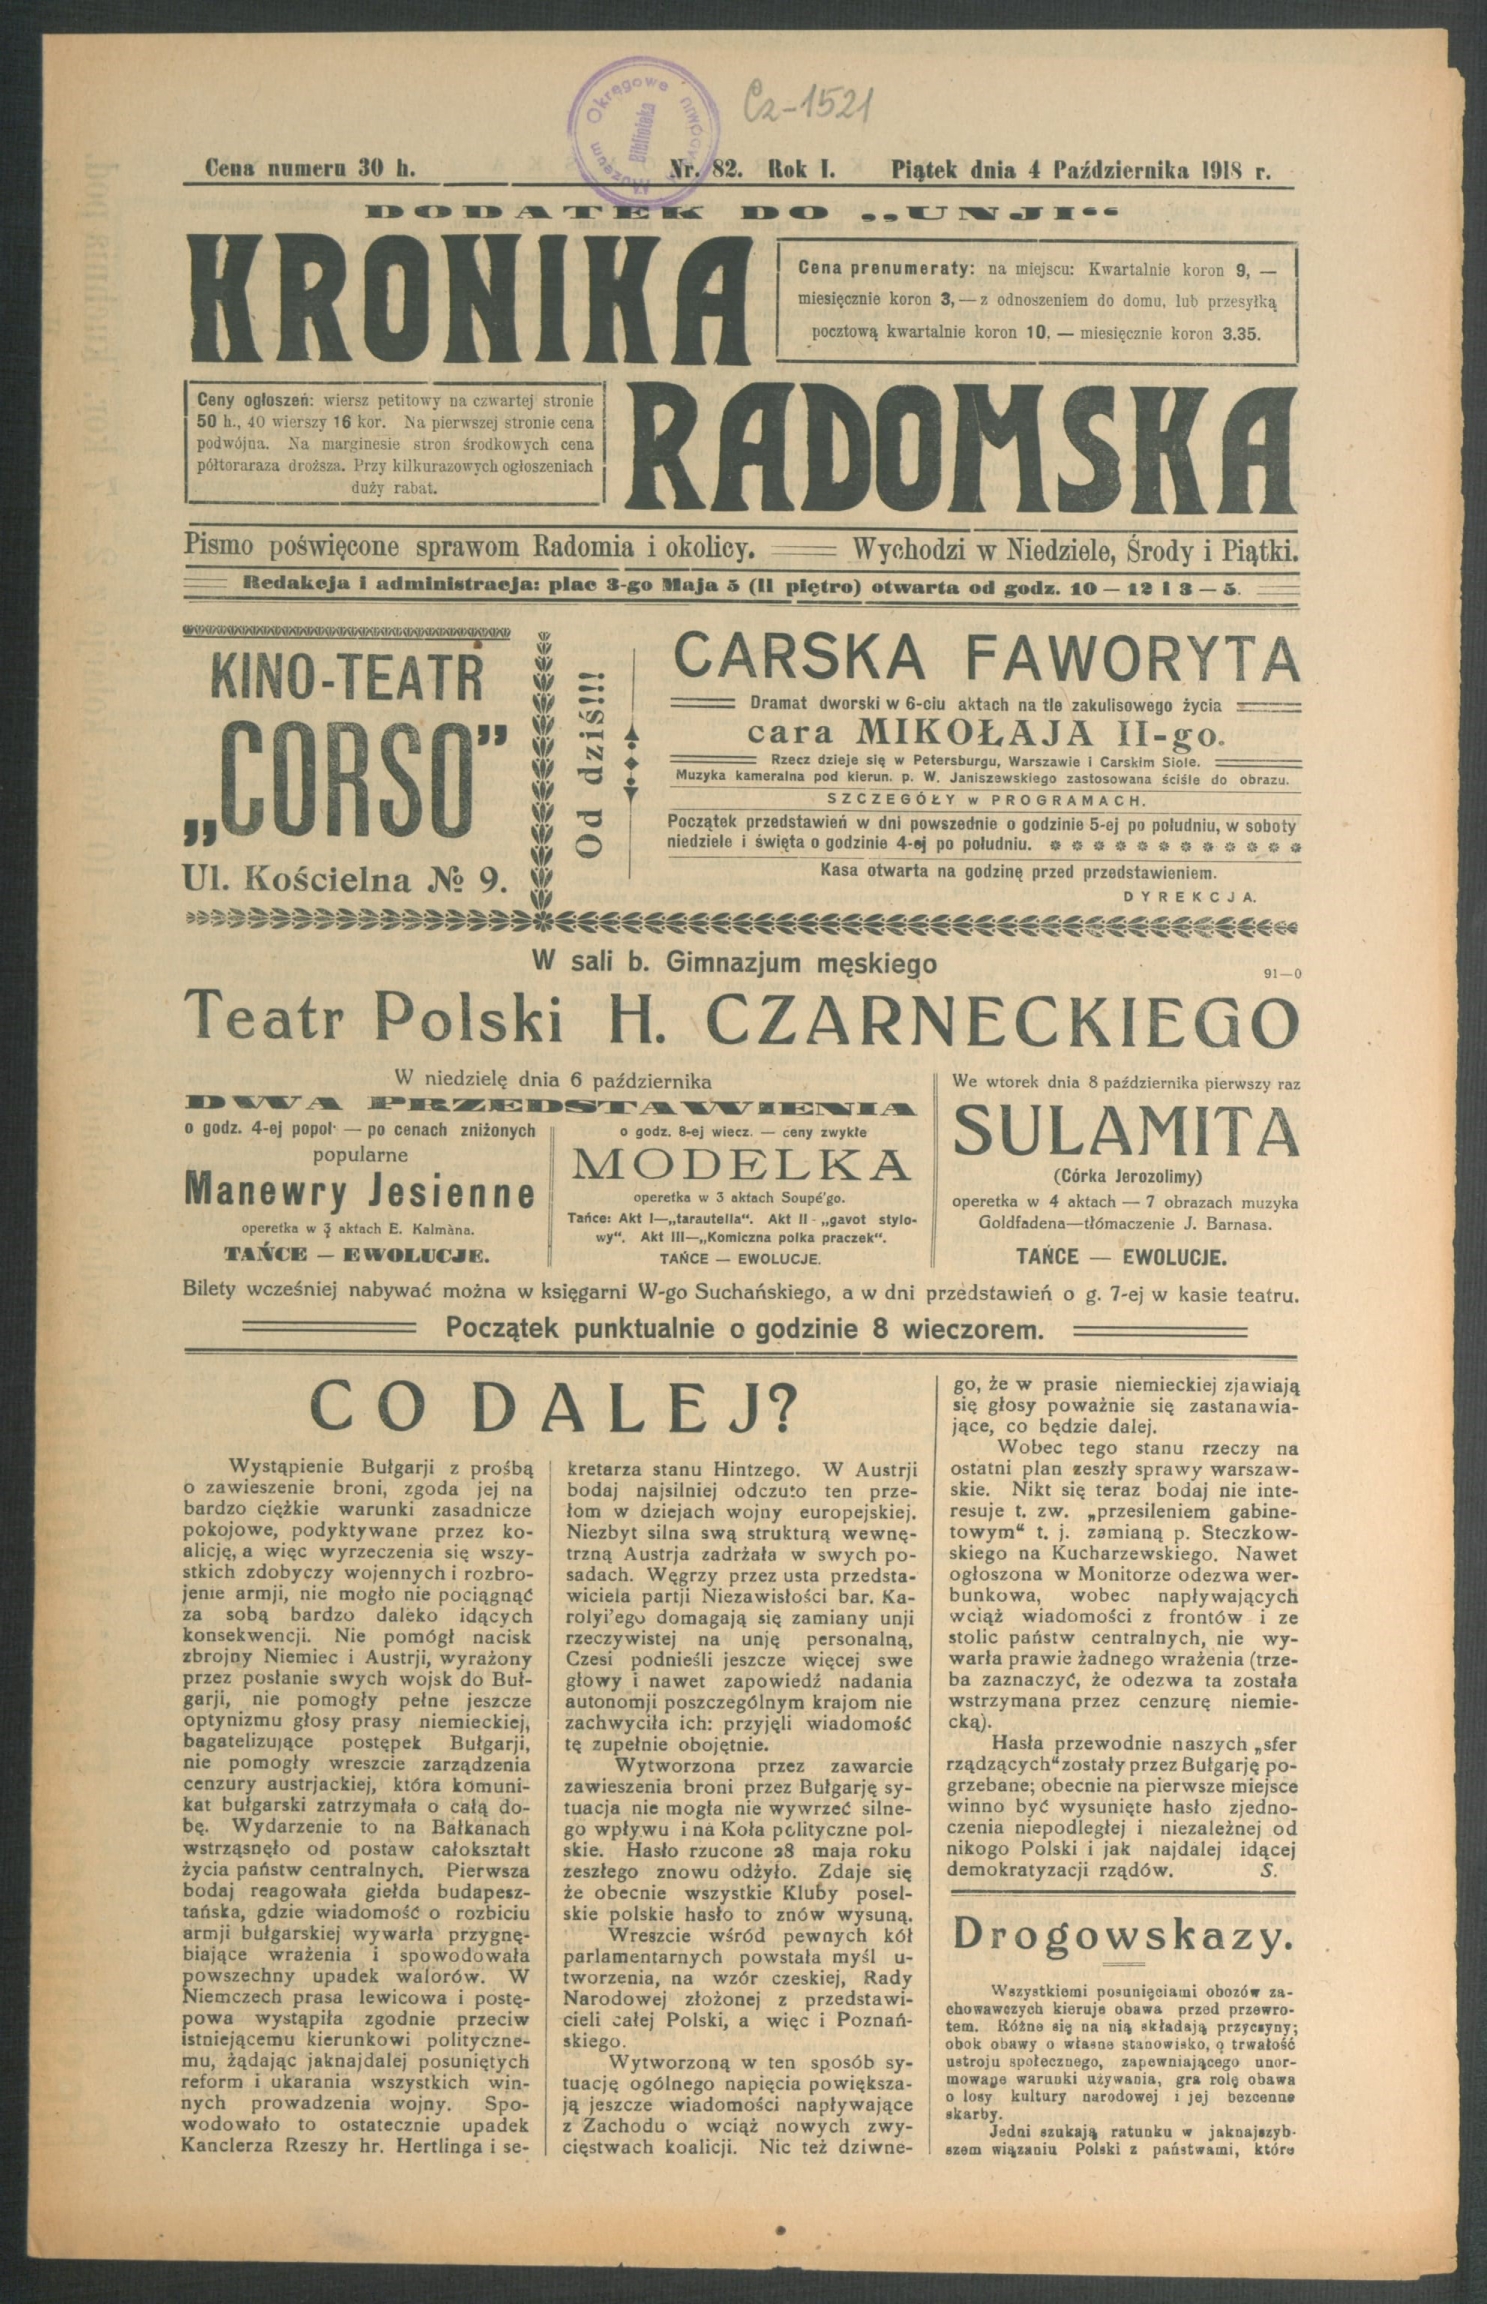 Muzeum Okręgowe w Radomiu
Biblioteka
Cz-1521
Cena numeru 30 h. Nr. 82. Rok I. Piątek dnia 4 Października 1918 r.
DODATEK DO „UNJI“
KRONIKA
Cena prenumeraty: na miejscu: Kwartalnie koron 9, —
miesięcznie koron 3, — z odnoszeniem do domu, lub przesyłką
pocztową kwartalnie koron 10, — miesięcznie koron 3.35.
Ceny ogłoszeń: wiersz petitowy na czwartej stronie
50 h., 40 wierszy 16 kor. Na pierwszej stronie cena
podwójna. Na marginesie stron środkowych cena
półtoraraza droższa. Przy kilkurazowych ogłoszeniach
duży rabat.
RADOMSKA
Pismo poświęcone sprawom Radomia i okolicy. Wychodzi w Niedziele, Środy i Piątki.
Redakcja i administracja: plac 3-go Maja 5 (II piętro) otwarta od godz. 10 — 12 i 3 — 5.
KINO-TEATR
„CORSO”
Ul. Kościelna № 9.
Od dziś!!!
CARSKA FAWORYTA
Dramat dworski w 6-ciu aktach na tle zakulisowego życia
cara MIKOŁAJA II-go.
Rzecz dzieje się w Petersburgu, Warszawie i Carskim Siole.
Muzyka kameralna pod kierun. p. W. Janiszewskiego zastosowana ściśle do obrazu.
SZCZEGÓŁY w PROGRAMACH.
Początek przedstawień w dni powszednie o godzinie 5-ej po południu, w soboty
niedziele i święta o godzinie 4-ej po południu.
Kasa otwarta na godzinę przed przedstawieniem.
DYREKCJA.
W sali b. Gimnazjum męskiego
91—0
Teatr Polski H. CZARNECKIEGO
W niedzielę dnia 6 października
DWA PRZEDSTAWIENIA
o godz. 4-ej popoł· — po cenach zniżonych
popularne
Manewry Jesienne
operetka w 3 aktach E. Kalmàna.
TAŃCE — EWOLUCJE.
o godz. 8-ej wiecz. — ceny zwykłe
MODELKA
operetka w 3 aktach Soupé'go.
Tańce: Akt I—„tarautella“. Akt II - „gavot stylo-
wy“. Akt III—„Komiczna polka praczek“.
TAŃCE — EWOLUCJE.
We wtorek dnia 8 października pierwszy raz
SULAMITA
(Córka Jerozolimy)
operetka w 4 aktach — 7 obrazach muzyka
Goldfadena—tłómaczenie J. Barnasa.
TAŃCE — EWOLUCJE.
Bilety wcześniej nabywać można w księgarni W-go Suchańskiego, a w dni przedstawień o g. 7-ej w kasie teatru.
Początek punktualnie o godzinie 8 wieczorem.
CO DALEJ?
Wystąpienie Bułgarji z prośbą
o zawieszenie broni, zgoda jej na
bardzo ciężkie warunki zasadnicze
pokojowe, podyktywane przez ko-
alicję, a więc wyrzeczenia się wszy-
stkich zdobyczy wojennych i rozbro-
jenie armji, nie mogło nie pociągnąć
za sobą bardzo daleko idących
konsekwencji. Nie pomógł nacisk
zbrojny Niemiec i Austrji, wyrażony
przez posłanie swych wojsk do Buł-
garji, nie pomogły pełne jeszcze
optynizmu głosy prasy niemieckiej,
bagatelizujące postępek Bułgarji,
nie pomogły wreszcie zarządzenia
cenzury austrjackiej, która komuni-
kat bułgarski zatrzymała o całą do-
bę. Wydarzenie to na Bałkanach
wstrząsnęło od postaw całokształt
życia państw centralnych. Pierwsza
bodaj reagowała giełda budapesz-
tańska, gdzie wiadomość o rozbiciu
armji bułgarskiej wywarła przygnę-
biające wrażenia i spowodowała
powszechny upadek walorów. W
Niemczech prasa lewicowa i postę-
powa wystąpiła zgodnie przeciw
istniejącemu kierunkowi polityczne-
mu, żądając jaknajdalej posuniętych
reform i ukarania wszystkich win-
nych prowadzenia wojny. Spo-
wodowało to ostatecznie upadek
Kanclerza Rzeszy hr. Hertlinga i se-
kretarza stanu Hintzego. W Austrji
bodaj najsilniej odczuto ten prze-
łom w dziejach wojny europejskiej.
Niezbyt silna swą strukturą wewnę-
trzną Austrja zadrżała w swych po-
sadach. Węgrzy przez usta przedsta-
wiciela partji Niezawisłości bar. Ka-
rolyi'ego domagają się zamiany unji
rzeczywistej na unję personalną,
Czesi podnieśli jeszcze więcej swe
głowy i nawet zapowiedź nadania
autonomji poszczególnym krajom nie
zachwyciła ich: przyjęli wiadomość
tę zupełnie obojętnie.
Wytworzona przez zawarcie
zawieszenia broni przez Bułgarję sy-
tuacja nie mogła nie wywrzeć silne-
go wpływu i na Koła polityczne pol-
skie. Hasło rzucone 28 maja roku
zeszłego znowu odżyło. Zdaje się
że obecnie wszystkie Kluby posel-
skie polskie hasło to znów wysuną.
Wreszcie wśród pewnych kół
parlamentarnych powstała myśl u-
tworzenia, na wzór czeskiej, Rady
Narodowej złożonej z przedstawi-
cieli całej Polski, a więc i Poznań-
skiego.
Wytworzoną w ten sposób sy-
tuację ogólnego napięcia powiększa-
ją jeszcze wiadomości napływające
z Zachodu o wciąż nowych zwy-
cięstwach koalicji. Nic też dziwne-
go, że w prasie niemieckiej zjawiają
się głosy poważnie się zastanawia-
jące, co będzie dalej.
Wobec tego stanu rzeczy na
ostatni plan zeszły sprawy warszaw-
skie. Nikt się teraz bodaj nie inte-
resuje t. zw. „przesileniem gabine-
towym“ t. j. zamianą p. Steczkow-
skiego na Kucharzewskiego. Nawet
ogłoszona w Monitorze odezwa wer-
bunkowa, wobec napływających
wciąż wiadomości z frontów i ze
stolic państw centralnych, nie wy-
warła prawie żadnego wrażenia (trze-
ba zaznaczyć, że odezwa ta została
wstrzymana przez cenzurę niemie-
cką).
Hasła przewodnie naszych „sfer
rządzących“ zostały przez Bułgarję po-
grzebane; obecnie na pierwsze miejsce
winno być wysunięte hasło zjedno-
czenia niepodległej i niezależnej od
nikogo Polski i jak najdalej idącej
demokratyzacji rządów. S.
Drogowskazy.
Wszystkiemi posunięciami obozów za-
chowawczych kieruje obawa przed przewro-
tem. Różne się na nią składają przyczyny;
obok obawy o własne stanowisko, o trwałość
ustroju społecznego, zapewniającego unor-
mowane warunki używania, gra rolę obawa
o losy kultury narodowej i jej bezcenne
skarby.
Jedni szukają ratunku w jaknajszyb-
szem wiązaniu Polski z państwami, które